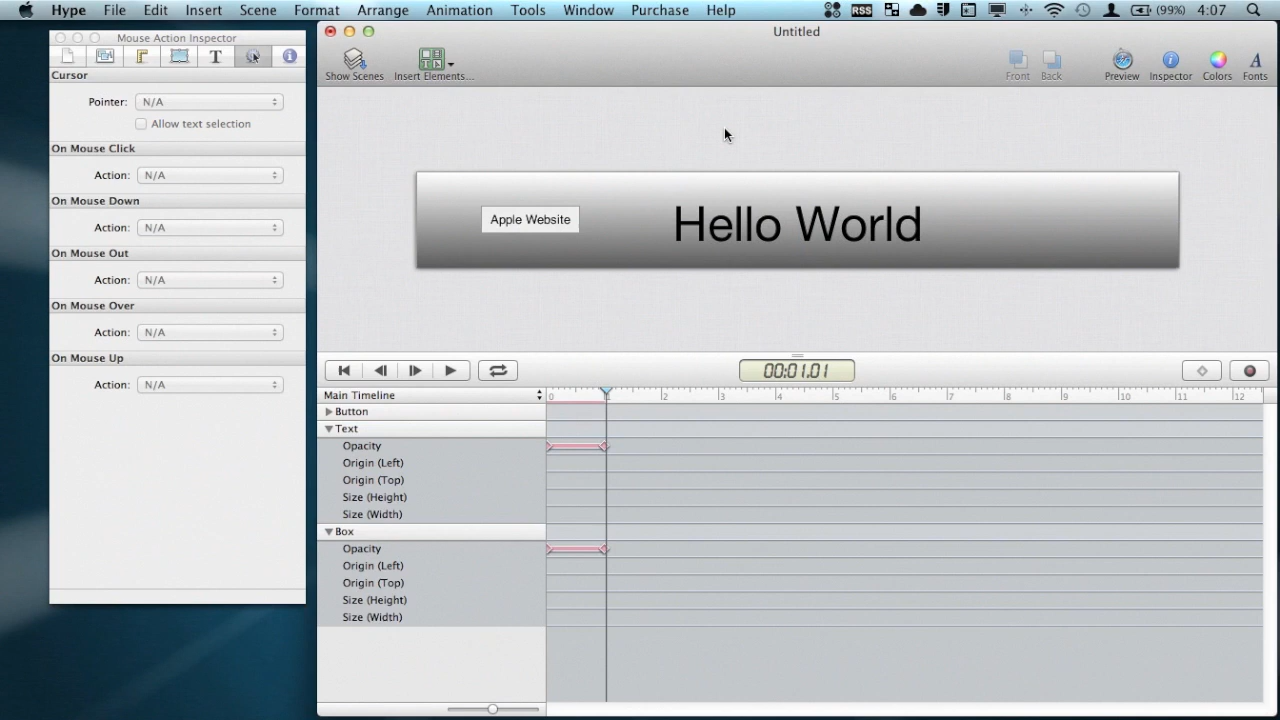 Hype File Edit Insert Scene Format Arrange Animation Tools Window Purchase Help RSS (99%) 4:07
Mouse Action Inspector
T
Cursor
Pointer: N/A
Allow text selection
On Mouse Click
Action: N/A
On Mouse Down
Action: N/A
On Mouse Out
Action: N/A
On Mouse Over
Action: N/A
On Mouse Up
Action: N/A
Untitled
Show Scenes Insert Elements... Front Back Preview Inspector Colors Fonts
Apple Website
Hello World
00:01.01
Main Timeline 0 1 2 3 4 5 6 7 8 9 10 11 12
Button
Text
Opacity
Origin (Left)
Origin (Top)
Size (Height)
Size (Width)
Box
Opacity
Origin (Left)
Origin (Top)
Size (Height)
Size (Width)